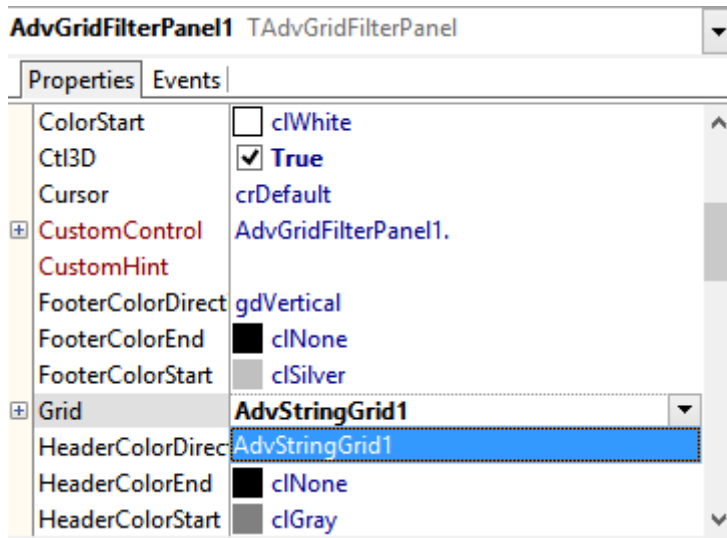 AdvGridFilterPanel1 TAdvGridFilterPanel
Properties Events
ColorStart clWhite
Ctl3D True
Cursor crDefault
CustomControl AdvGridFilterPanel1.
CustomHint
FooterColorDirecti gdVertical
FooterColorEnd clNone
FooterColorStart clSilver
Grid AdvStringGrid1
HeaderColorDirec AdvStringGrid1
HeaderColorEnd clNone
HeaderColorStart clGray